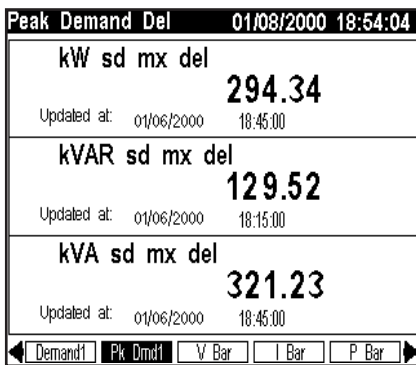 Peak Demand Del 01/08/2000 18:54:04
kW sd mx del
294.34
Updated at: 01/06/2000 18:45:00
kVAR sd mx del
129.52
Updated at: 01/06/2000 18:15:00
kVA sd mx del
321.23
Updated at: 01/06/2000 18:45:00
Demand1 Pk Dmd1 V Bar I Bar P Bar